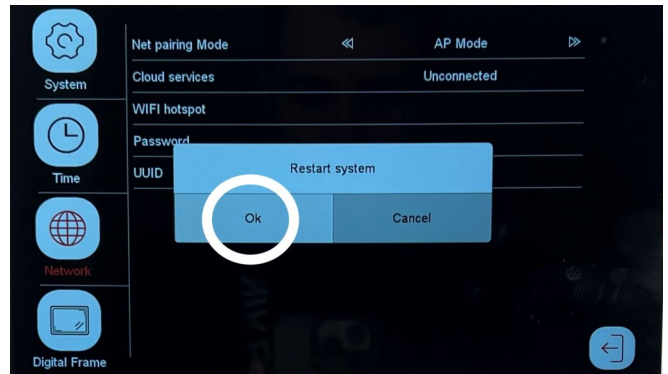 Net pairing Mode AP Mode
System
Cloud services Unconnected
WIFI hotspot
Password
Time
UUID
Restart system
Ok Cancel
Network
Digital Frame